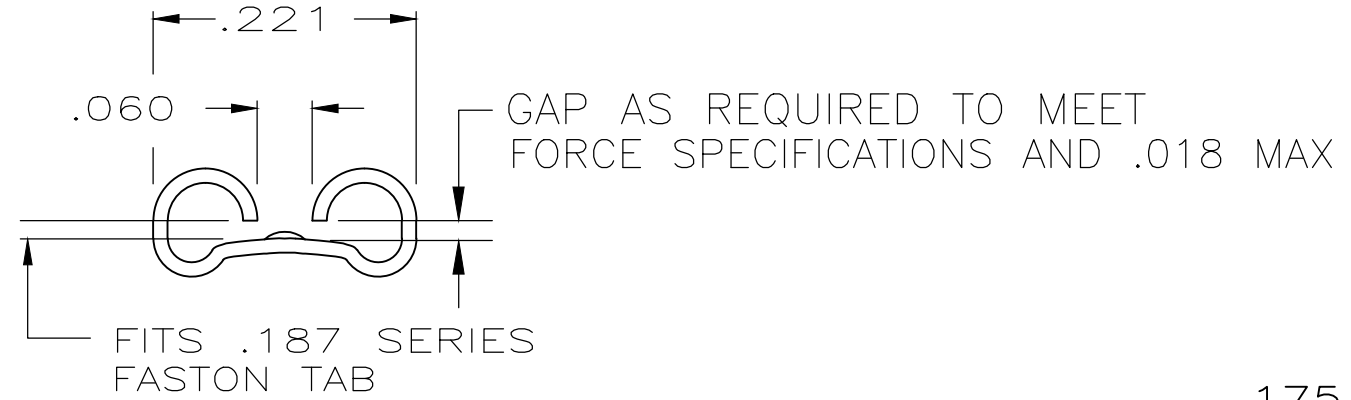 .221
.060
GAP AS REQUIRED TO MEET
FORCE SPECIFICATIONS AND .018 MAX
FITS .187 SERIES
FASTON TAB